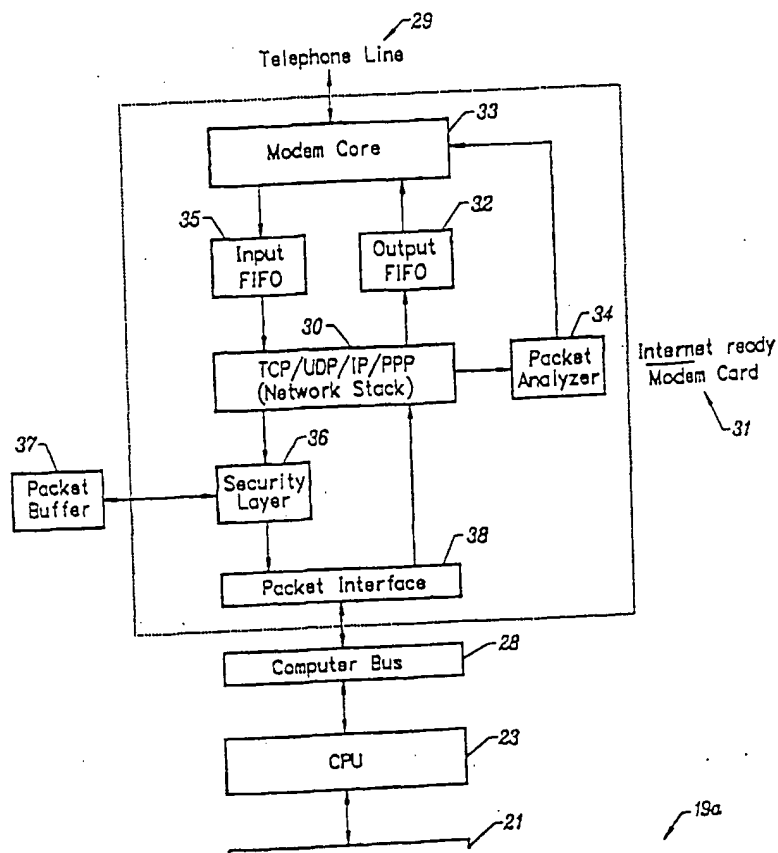 29
Telephone Line
33
Modem Core
35
32
Input
FIFO
Output
FIFO
30
34
TCP/UDP/IP/PPP
(Network Stack)
Packet
Analyzer
Internet ready
Modem Card
31
37
36
Packet
Buffer
Security
Layer
38
Packet Interface
Computer Bus
28
CPU
23
21
19a